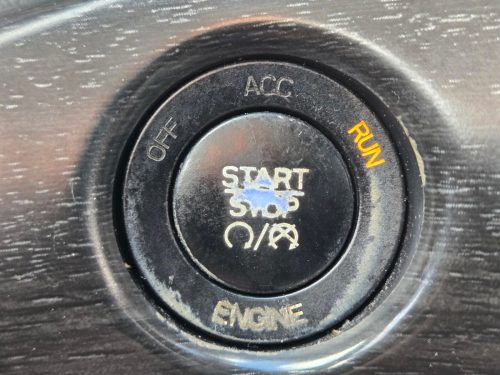 ACC
OFF
RUN
START
STOP
ENGINE